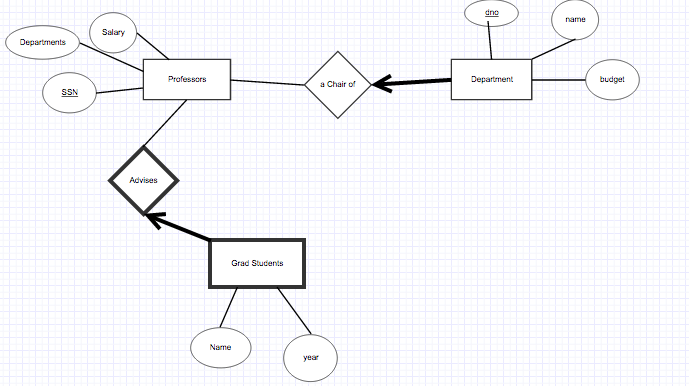 dno
name
Salary
Departments
Professors
a Chair of
Department
budget
SSN
Advises
Grad Students
Name
year